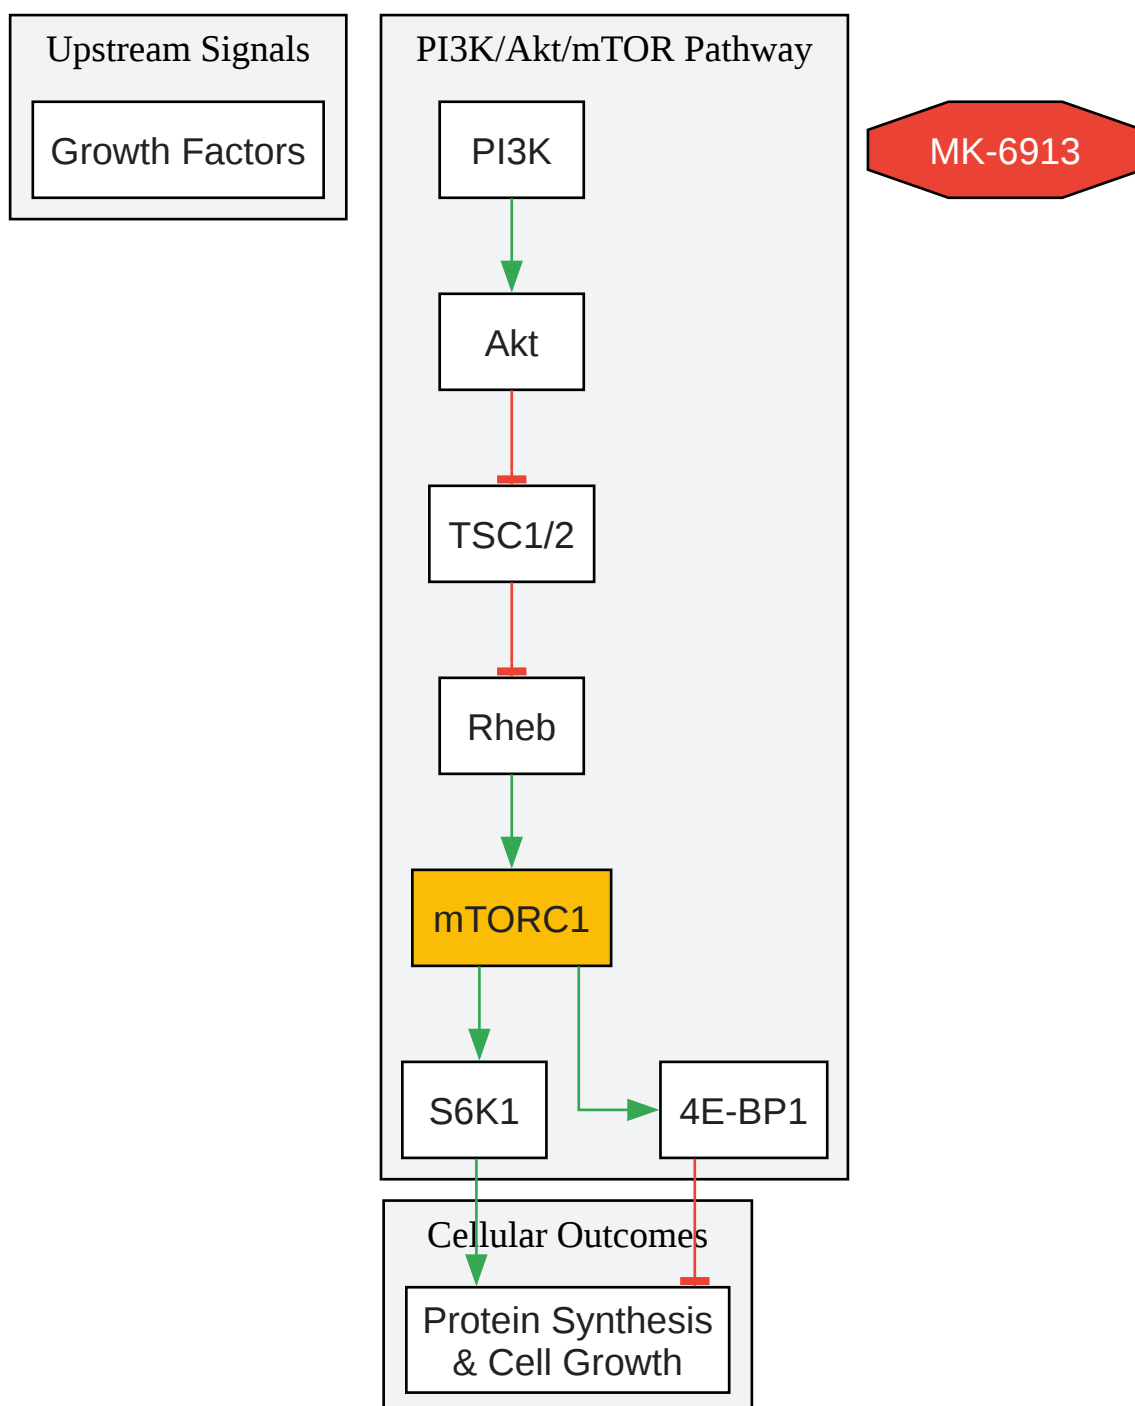 Upstream Signals
Growth Factors
PI3K/Akt/mTOR Pathway
PI3K
Akt
TSC1/2
Rheb
mTORC1
S6K1
4E-BP1
MK-6913
Cellular Outcomes
Protein Synthesis
& Cell Growth